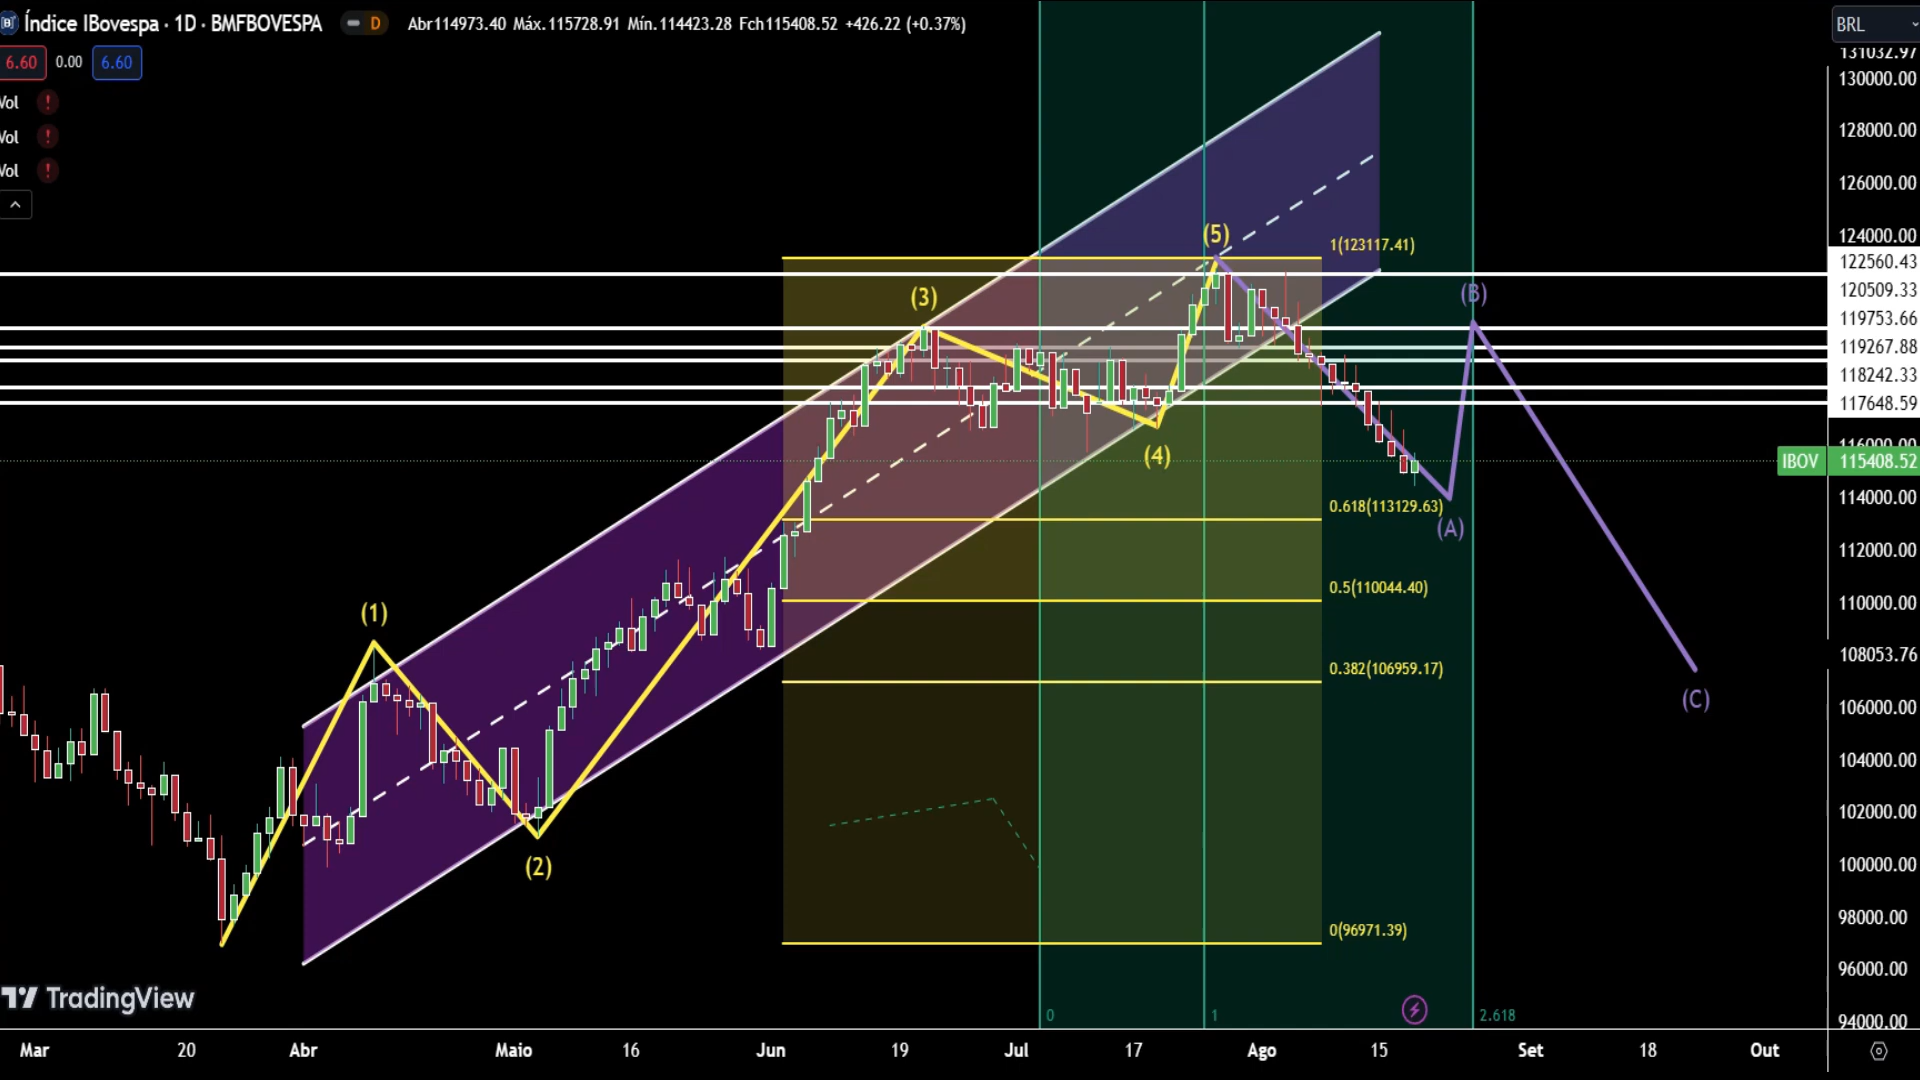 Índice IBovespa · 1D · BMFBOVESPA D Abr114973.40 Máx.115728.91 Mín.114423.28 Fch115408.52 +426.22 (+0.37%)
BRL
6.60 0.00 6.60
Vol !
Vol !
Vol !
131032.97
130000.00
128000.00
126000.00
124000.00
122560.43
120509.33
119753.66
119267.88
118242.33
117648.59
116000.00
IBOV 115408.52
114000.00
112000.00
110000.00
108053.76
106000.00
104000.00
102000.00
100000.00
98000.00
96000.00
94000.00
(5)
1(123117.41)
(3)
(B)
(4)
0.618(113129.63)
(A)
0.5(110044.40)
(1)
0.382(106959.17)
(C)
(2)
0(96971.39)
TradingView
0 1 2.618
Mar 20 Abr Maio 16 Jun 19 Jul 17 Ago 15 Set 18 Out